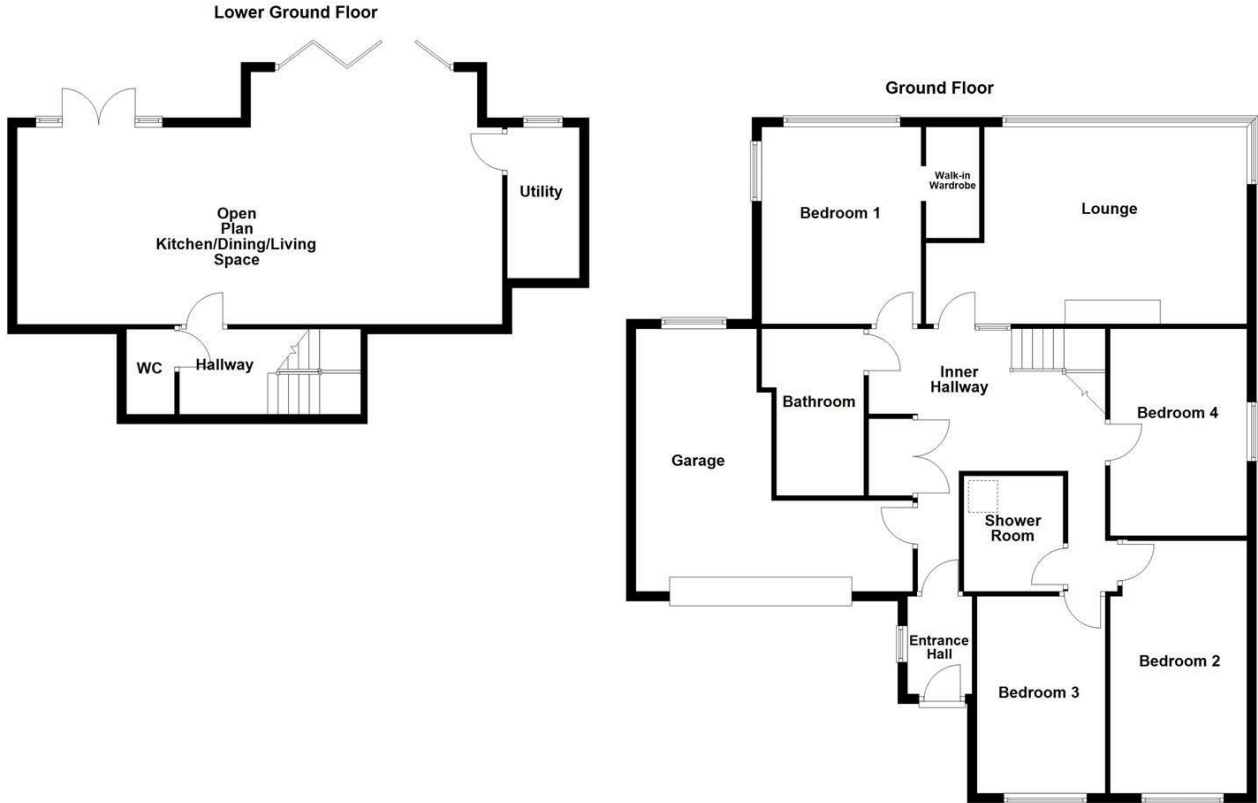 Lower Ground Floor
Open
Plan
Kitchen/Dining/Living
Space
Utility
WC
Hallway
Ground Floor
Bedroom 1
Walk-in
Wardrobe
Lounge
Garage
Bathroom
Inner
Hallway
Bedroom 4
Shower
Room
Entrance
Hall
Bedroom 3
Bedroom 2